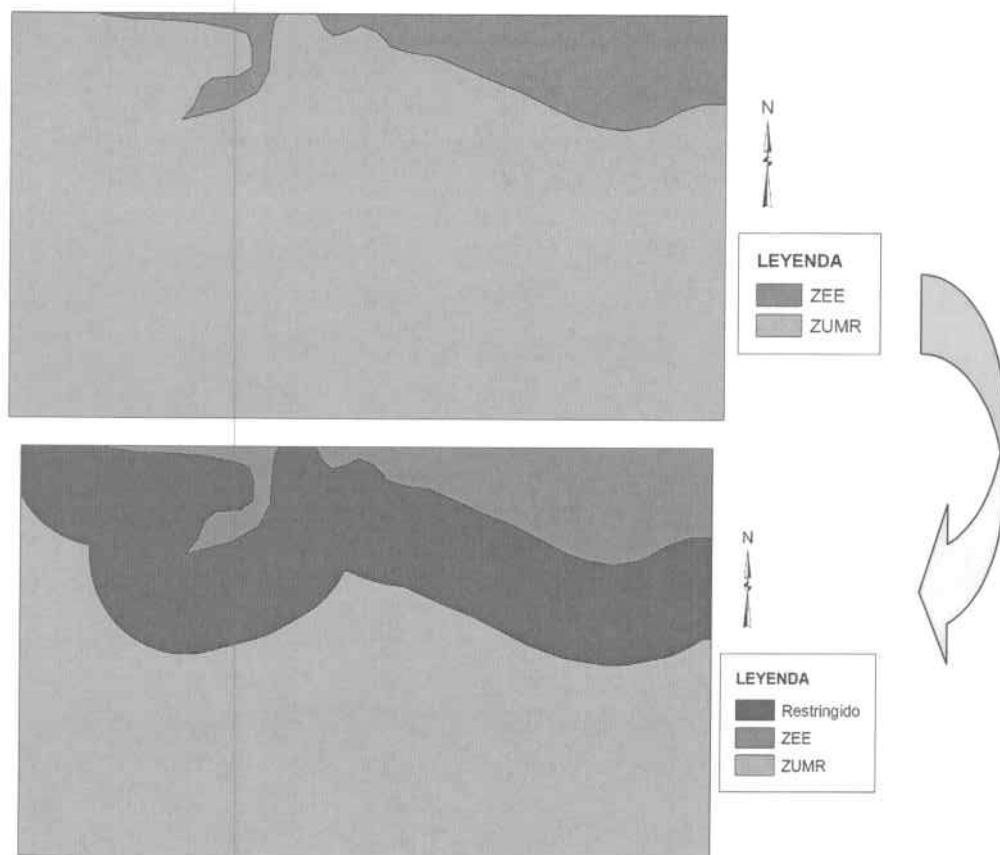 N
LEYENDA
ZEE
ZUMR
N
LEYENDA
Restringido
ZEE
ZUMR